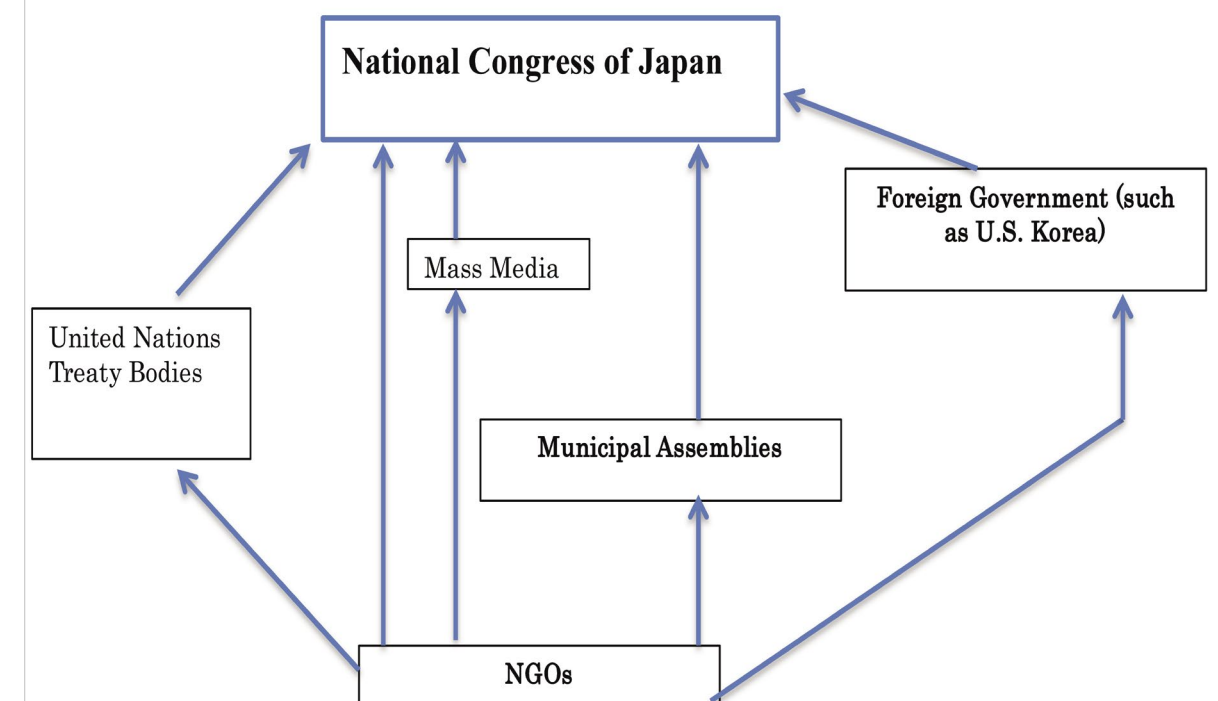 National Congress of Japan
Foreign Government (such
as U.S. Korea)
Mass Media
United Nations
Treaty Bodies
Municipal Assemblies
NGOs